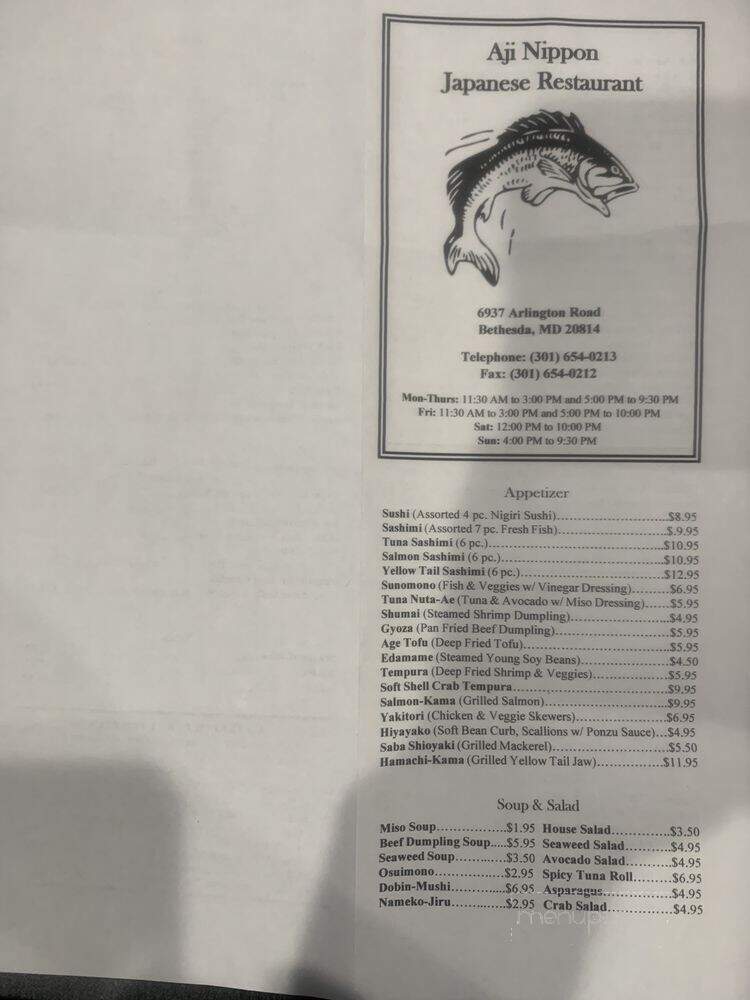 Aji Nippon
Japanese Restaurant
6937 Arlington Road
Bethesda, MD 20814
Telephone: (301) 654-0213
Fax: (301) 654-0212
Mon-Thurs: 11:30 AM to 3:00 PM and 5:00 PM to 9:30 PM
Fri: 11:30 AM to 3:00 PM and 5:00 PM to 10:00 PM
Sat: 12:00 PM to 10:00 PM
Sun: 4:00 PM to 9:30 PM
Appetizer
Sushi (Assorted 4 pc. Nigiri Sushi)..............................$8.95
Sashimi (Assorted 7 pc. Fresh Fish)............................$.9.95
Tuna Sashimi (6 pc.)................................................$10.95
Salmon Sashimi (6 pc.).............................................$10.95
Yellow Tail Sashimi (6 pc.).......................................$12.95
Sunomono (Fish & Veggies w/ Vinegar Dressing)..........$6.95
Tuna Nuta-Ae (Tuna & Avocado w/ Miso Dressing)......$5.95
Shumai (Steamed Shrimp Dumpling)...........................$4.95
Gyoza (Pan Fried Beef Dumpling)...............................$5.95
Age Tofu (Deep Fried Tofu)........................................$5.95
Edamame (Steamed Young Soy Beans)........................$4.50
Tempura (Deep Fried Shrimp & Veggies).....................$5.95
Soft Shell Crab Tempura...........................................$9.95
Salmon-Kama (Grilled Salmon)..................................$9.95
Yakitori (Chicken & Veggie Skewers).........................$6.95
Hiyayako (Soft Bean Curb, Scallions w/ Ponzu Sauce)...$4.95
Saba Shioyaki (Grilled Mackerel)................................$5.50
Hamachi-Kama (Grilled Yellow Tail Jaw)...................$11.95
Soup & Salad
Miso Soup..................$1.95 House Salad...............$3.50
Beef Dumpling Soup.....$5.95 Seaweed Salad............$4.95
Seaweed Soup.............$3.50 Avocado Salad............$4.95
Osuimono..................$2.95 Spicy Tuna Roll.........$6.95
Dobin-Mushi..............$6.95 Asparagus.................$4.95
Nameko-Jiru..............$2.95 Crab Salad................$4.95